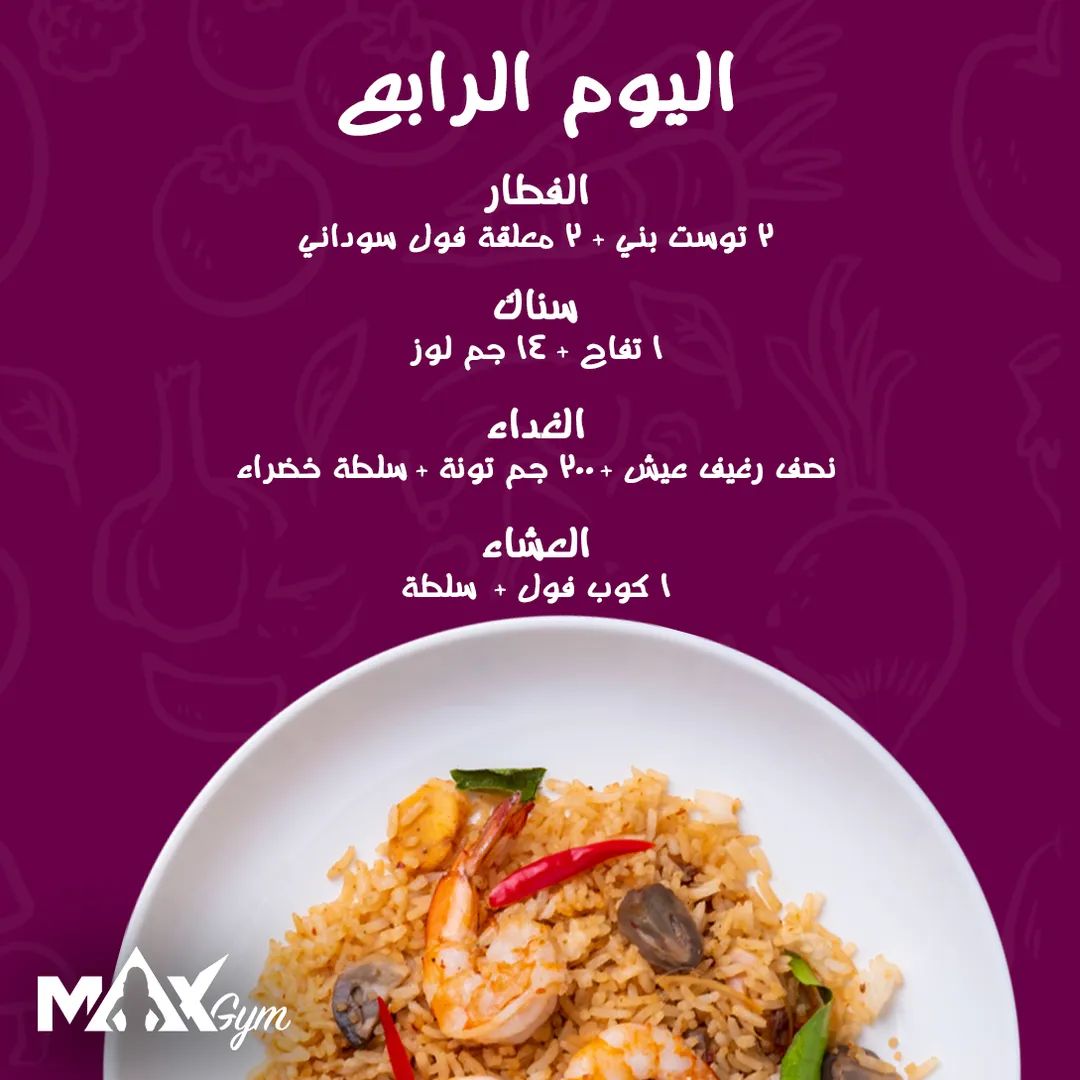 اليوم الرابع
الفطار
٢ توست بني + ٢ معلقة فول سوداني
سناك
١ تفاح + ١٤ جم لوز
الغداء
نصف رغيف عيش + ٢٠٠ جم تونة + سلطة خضراء
العشاء
١ كوب فول + سلطة
MAX Gym